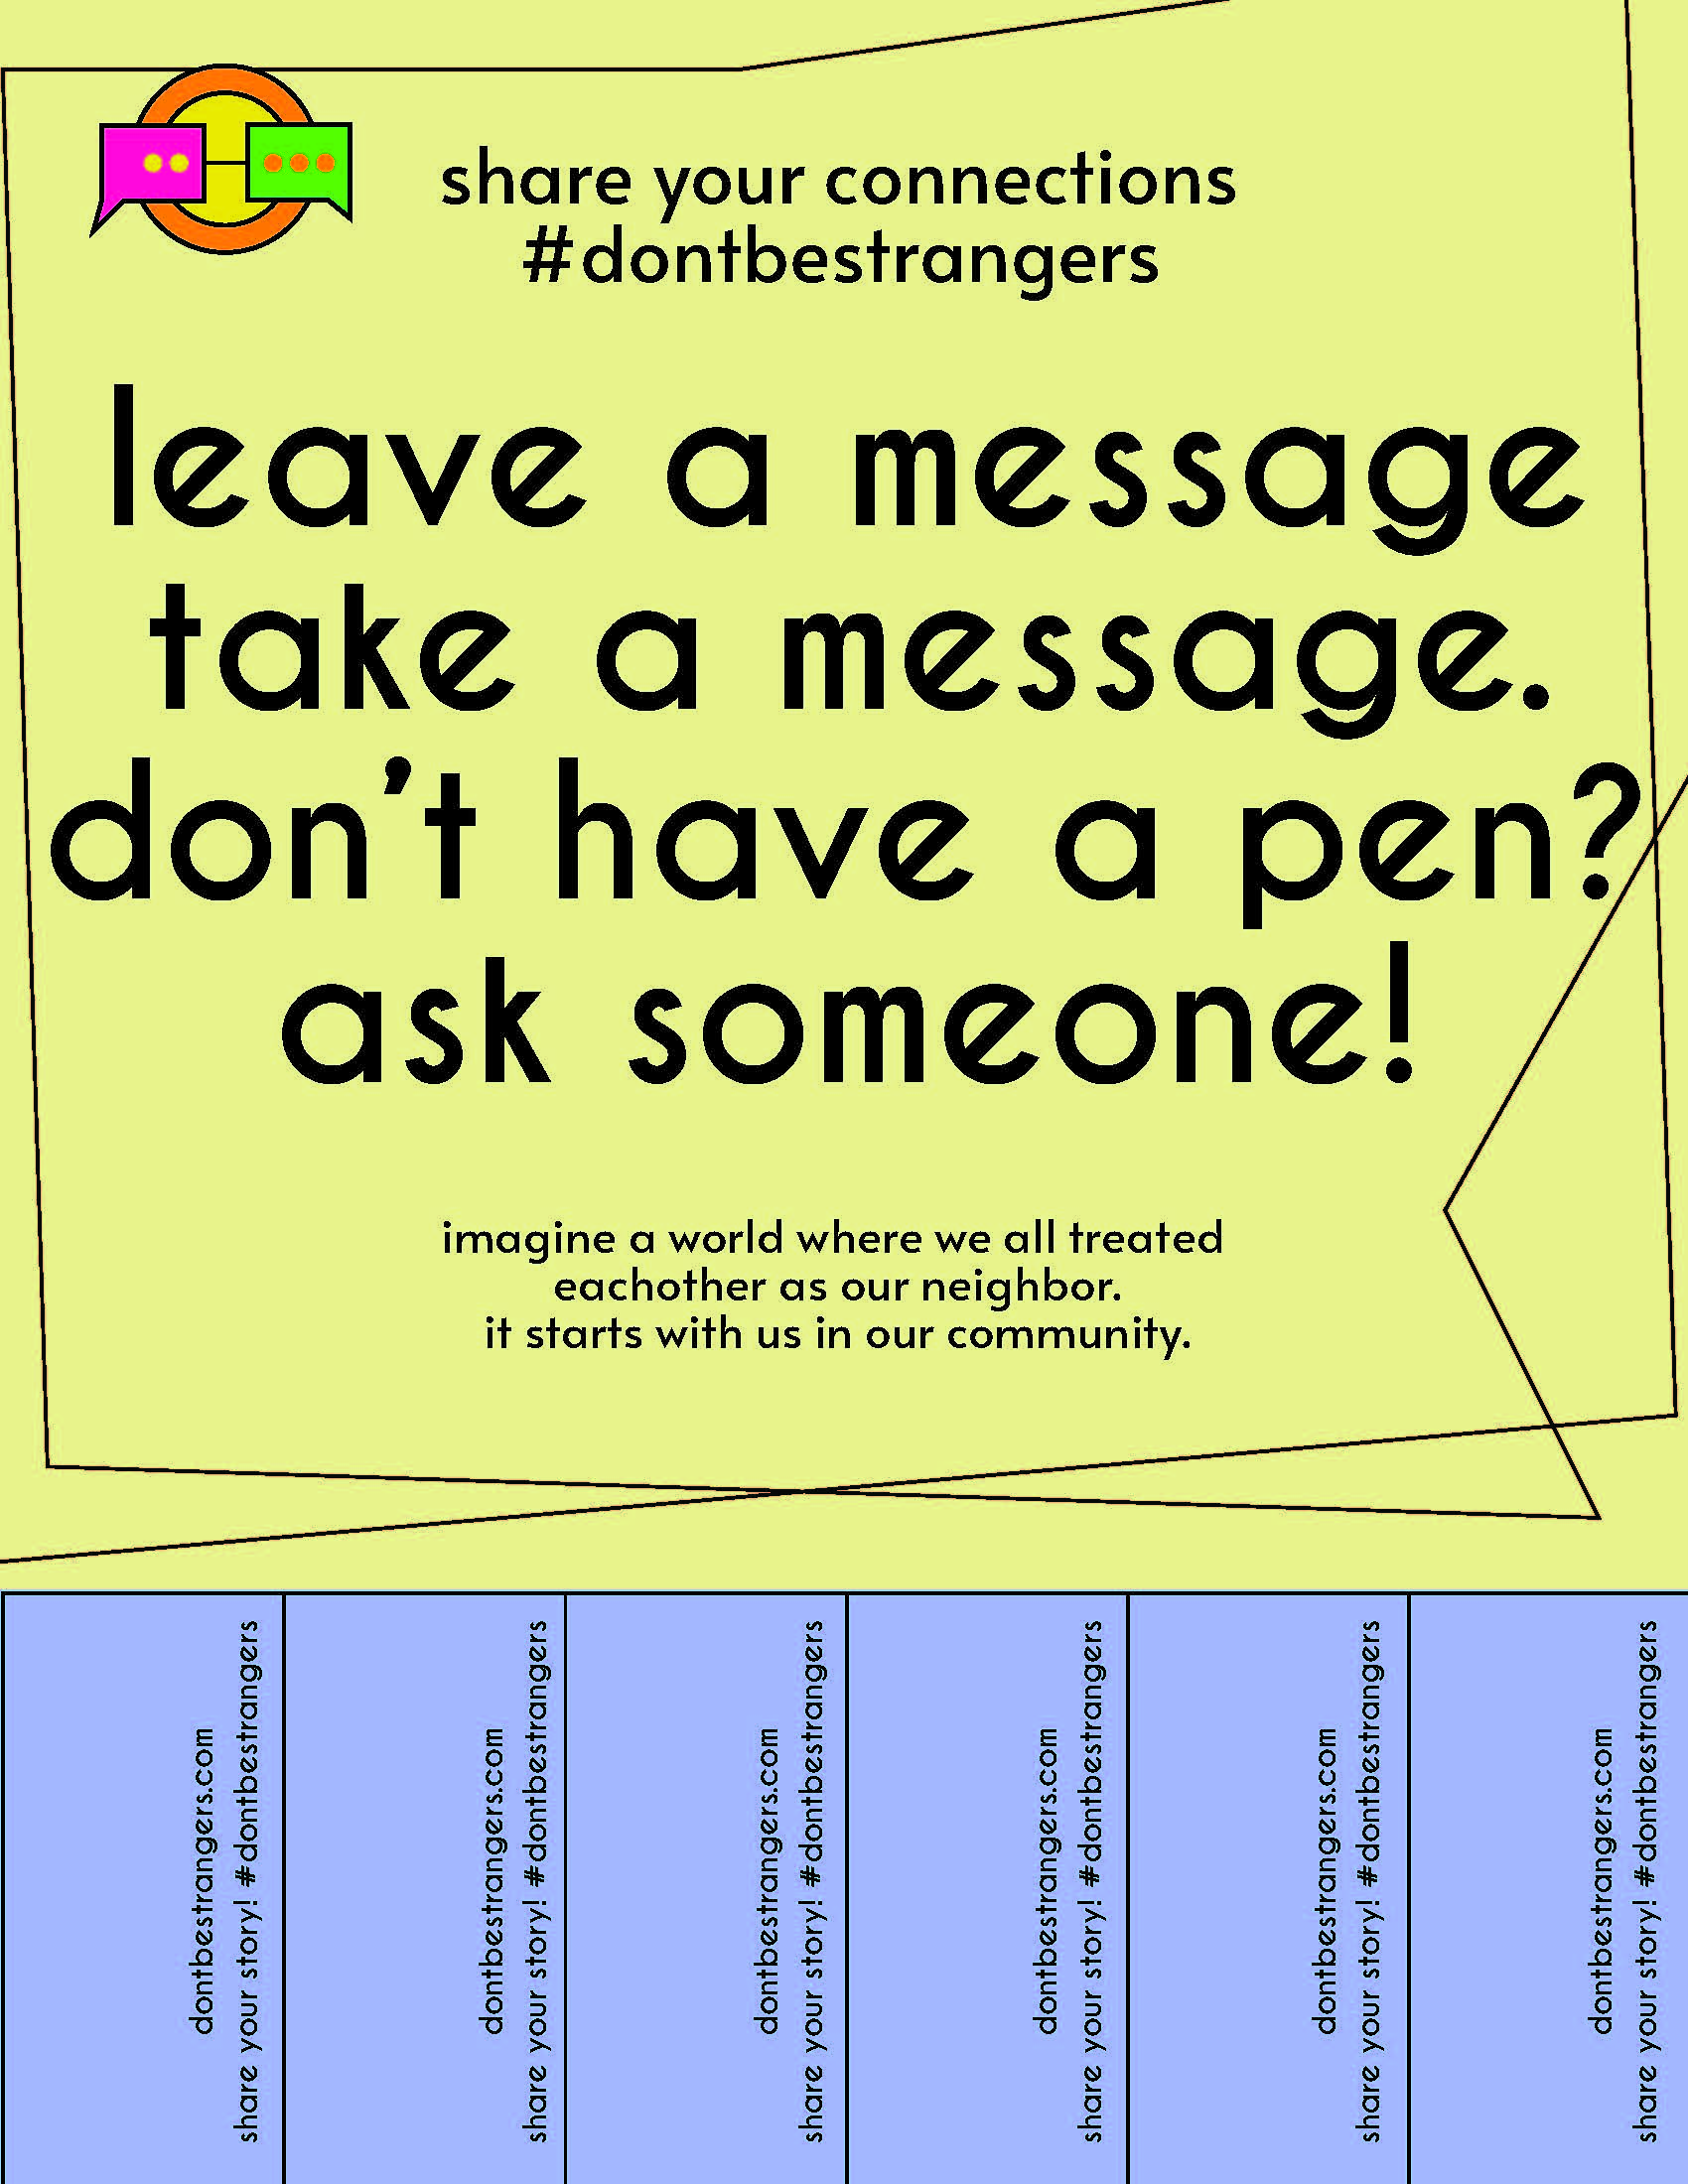 share your connections
#dontbestrangers
leave a message
take a message.
don't have a pen?
ask someone!
imagine a world where we all treated
eachother as our neighbor.
it starts with us in our community.
dontbestrangers.com
share your story! #dontbestrangers
dontbestrangers.com
share your story! #dontbestrangers
dontbestrangers.com
share your story! #dontbestrangers
dontbestrangers.com
share your story! #dontbestrangers
dontbestrangers.com
share your story! #dontbestrangers
dontbestrangers.com
share your story! #dontbestrangers